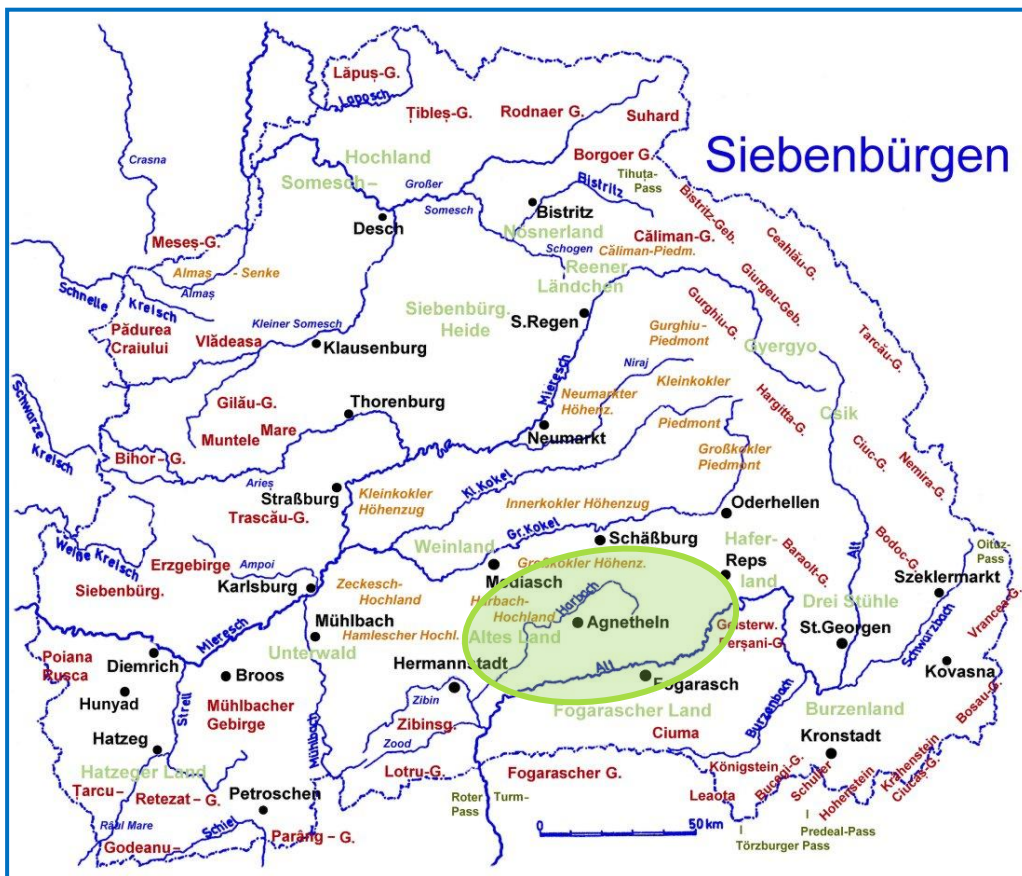 Siebenbürgen
Lăpuș-G.
Laposch
Țibleș-G.
Rodnaer G.
Suhard
Crasna
Hochland
Somesch–
Großer
Somesch
Borgoer G.
Tihuța-
Pass
Bistritz
Bistritz
Nösnerland
Desch
Schogen
Bistritz-Geb.
Ceahlău-G.
Căliman-G.
Căliman-Piedm.
Meseș-G.
Almaș - Senke
Almaș
Reener
Ländchen
Giurgeu-Geb.
Schnelle Kreisch
Siebenbürg.
Heide
S.Regen
Gurghiu-G.
Tarcău-G.
Pădurea
Craiului
Vlădeasa
Kleiner Somesch
Klausenburg
Gurghiu–
Piedmont
Gyergyo
Mieresch
Niraj
Kleinkokler
Piedmont
Schwarze
Kreisch
Gilău-G.
Thorenburg
Neumarkter
Höhenz.
Hargitta-G.
Csik
Muntele Mare
Neumarkt
Großkokler
Piedmont
Ciuc-G.
Nemira-G.
Bihor–G.
Arieș
Straßburg
Trascău-G.
Kleinkokler
Höhenzug
Kl.Kokel
Innerkokler Höhenzug
Oderhellen
Weiße Kreisch
Weinland
Gr.Kokel
Schäßburg
Hafer-
land
Alt
Bodoc-G.
Oituz-
Pass
Erzgebirge
Siebenbürg.
Ampoi
Karlsburg
Zeckesch-
Hochland
Mediasch
Großkokler Höhenz.
Reps
Baraolt-G.
Szeklermarkt
Harbach-
Hochland
Harbach
Drei Stühle
Vrancea-G.
Mühlbach
Hamlescher Hochl.
Altes Land
Agnetheln
Geisterw.
Perșani-G
St.Georgen
Schwarzbach
Mieresch
Unterwald
Poiana
Rusca
Diemrich
Hermannstadt
Alt
Kovasna
Broos
Fogarasch
Hunyad
Strell
Mühlbacher
Gebirge
Mühlbach
Zibin
Zibinsg.
Fogarascher Land
Burzenbach
Burzenland
Bosau-G.
Hatzeg
Zood
Ciuma
Kronstadt
Hatzeger Land
Lotru-G.
Fogarascher G.
Königstein
Bucegi-G.
Schuller
Hohenstein
Krähenstein
Ciucaș-G.
Țarcu–
Retezat–G.
Petroschen
Roter Turm-
Pass
Leaota
Râul Mare
Schiel
Godeanu–
Parâng–G.
0
50 km
Predeal-Pass
Törzburger Pass